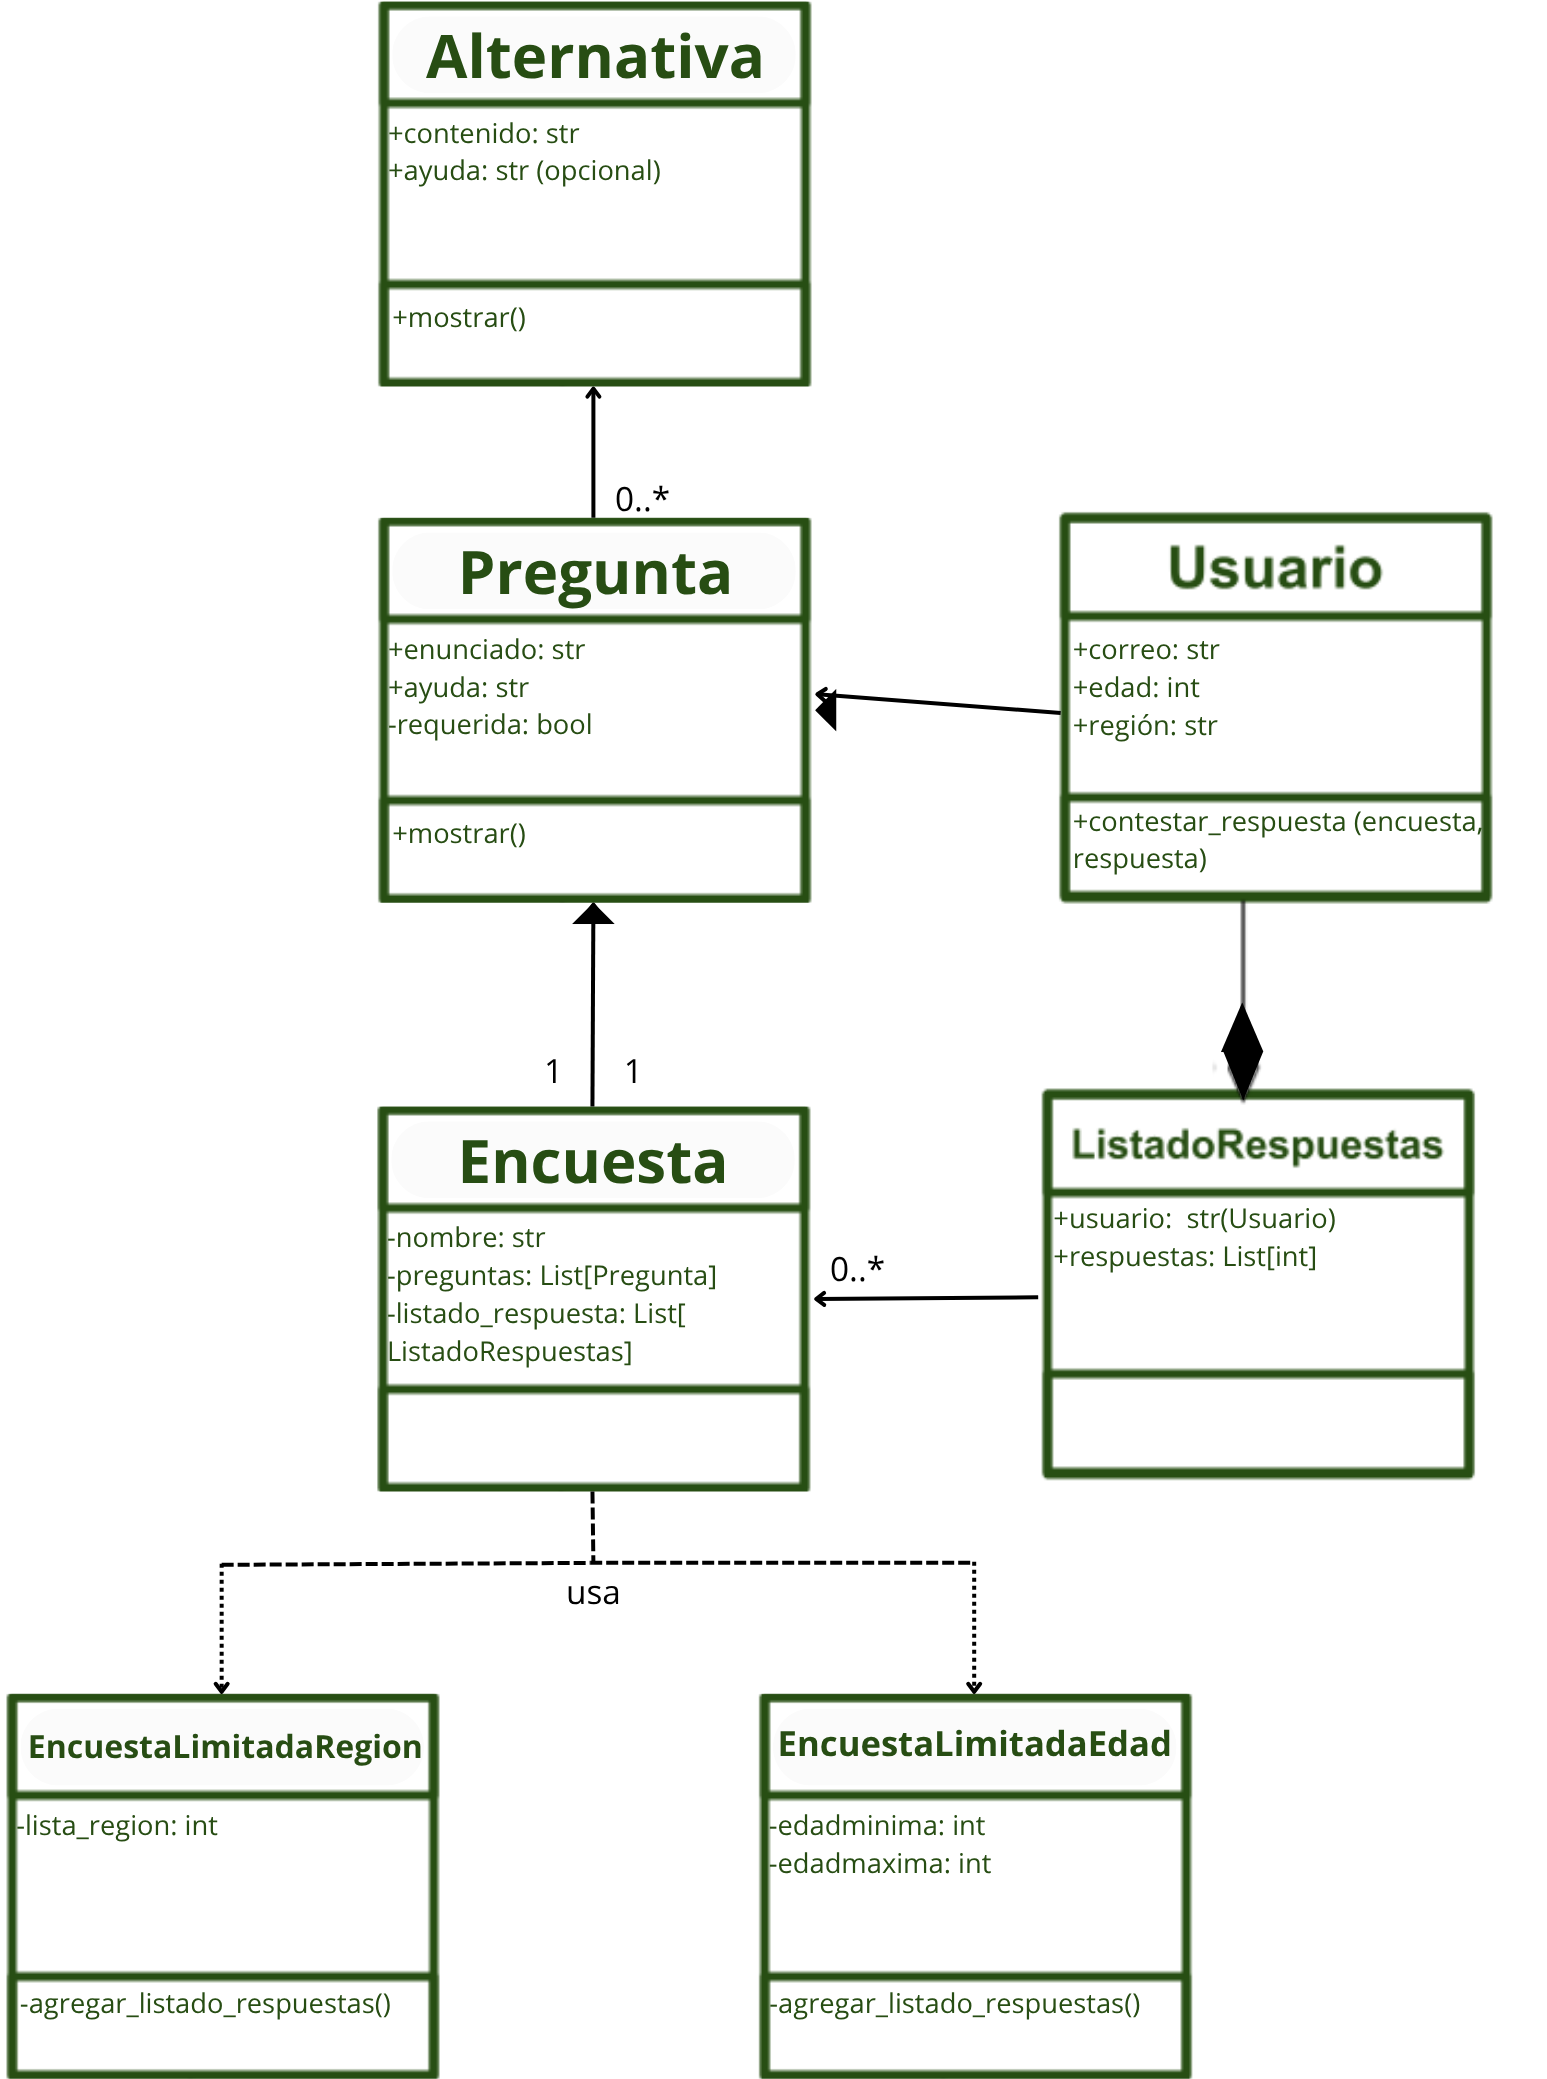 Alternativa
+contenido: str
+ayuda: str (opcional)
+mostrar()
0..*
Pregunta
+enunciado: str
+ayuda: str
-requerida: bool
+mostrar()
Usuario
+correo: str
+edad: int
+región: str
+contestar_respuesta (encuesta,
respuesta)
1 1
Encuesta
-nombre: str
-preguntas: List[Pregunta]
-listado_respuesta: List[
ListadoRespuestas]
0..*
ListadoRespuestas
+usuario:  str(Usuario)
+respuestas: List[int]
usa
EncuestaLimitadaRegion
-lista_region: int
-agregar_listado_respuestas()
EncuestaLimitadaEdad
-edadminima: int
-edadmaxima: int
-agregar_listado_respuestas()